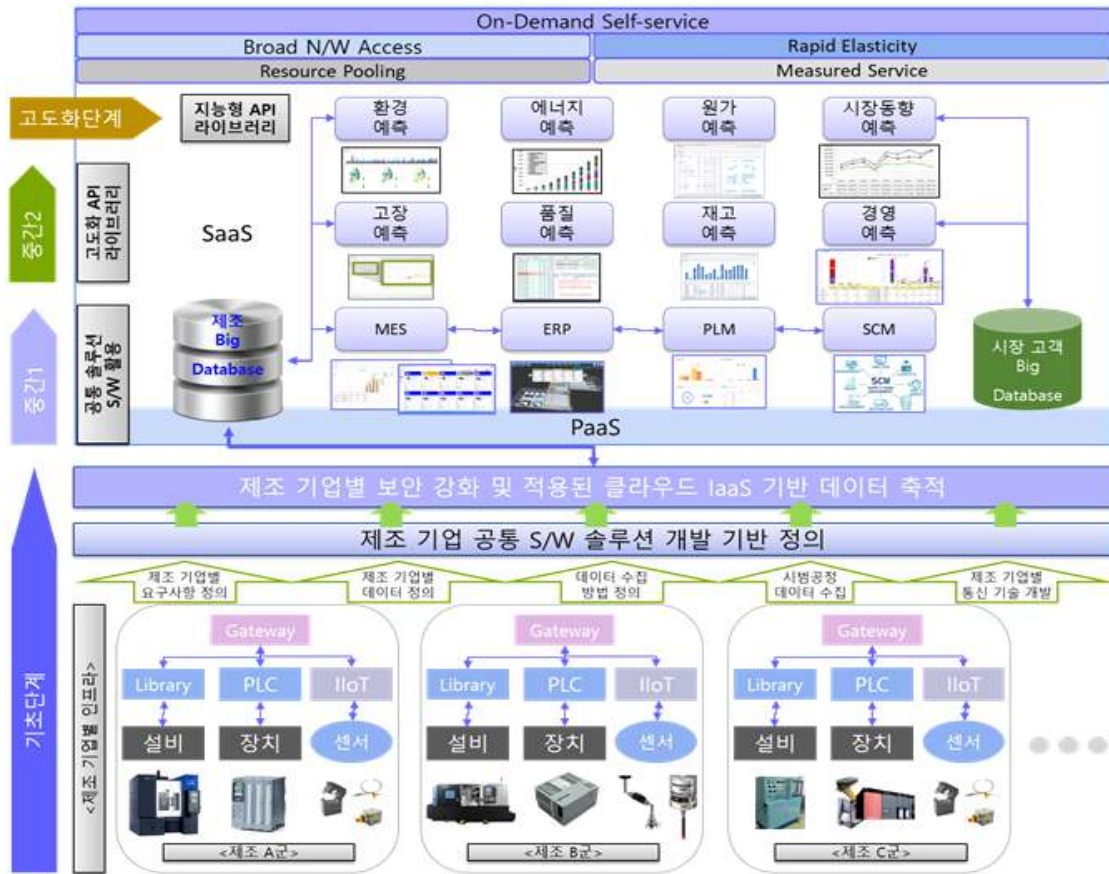 On-Demand Self-service
Broad N/W Access
Rapid Elasticity
Resource Pooling
Measured Service
고도화단계
지능형 API
라이브러리
환경
예측
에너지
예측
원가
예측
시장동향
예측
중간2
고도화 API
라이브러리
SaaS
고장
예측
품질
예측
재고
예측
경영
예측
중간1
공통 솔루션
S/W 활용
제조
Big
Database
MES
ERP
PLM
SCM
SCM
시장 고객
Big
Database
PaaS
제조 기업별 보안 강화 및 적용된 클라우드 IaaS 기반 데이터 축적
제조 기업 공통 S/W 솔루션 개발 기반 정의
제조 기업별
요구사항 정의
제조 기업별
데이터 정의
데이터 수집
방법 정의
시범공정
데이터 수집
제조 기업별
통신 기술 개발
기초단계
<제조 기업별 인프라>
Gateway
Library
PLC
IIoT
설비
장치
센서
<제조 A군>
Gateway
Library
PLC
IIoT
설비
장치
센서
<제조 B군>
Gateway
Library
PLC
IIoT
설비
장치
센서
<제조 C군>